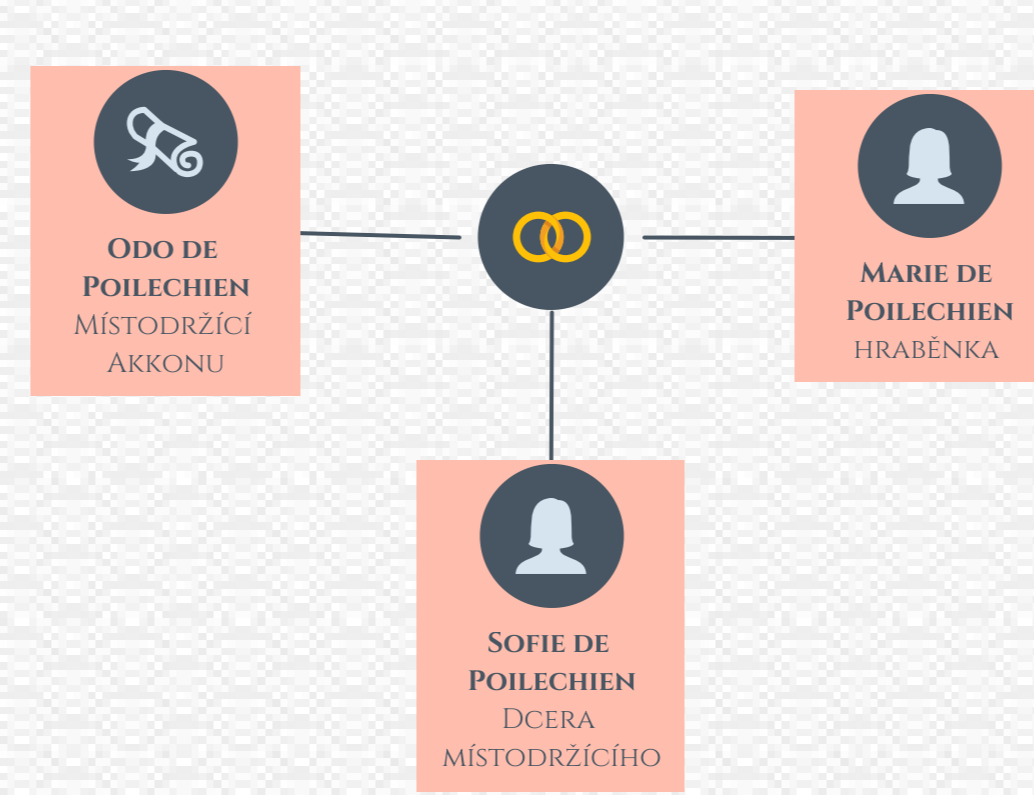 Odo de
Poilechien
Místodržící
Akkonu
Marie de
Poilechien
hraběnka
Sofie de
Poilechien
Dcera
místodržícího